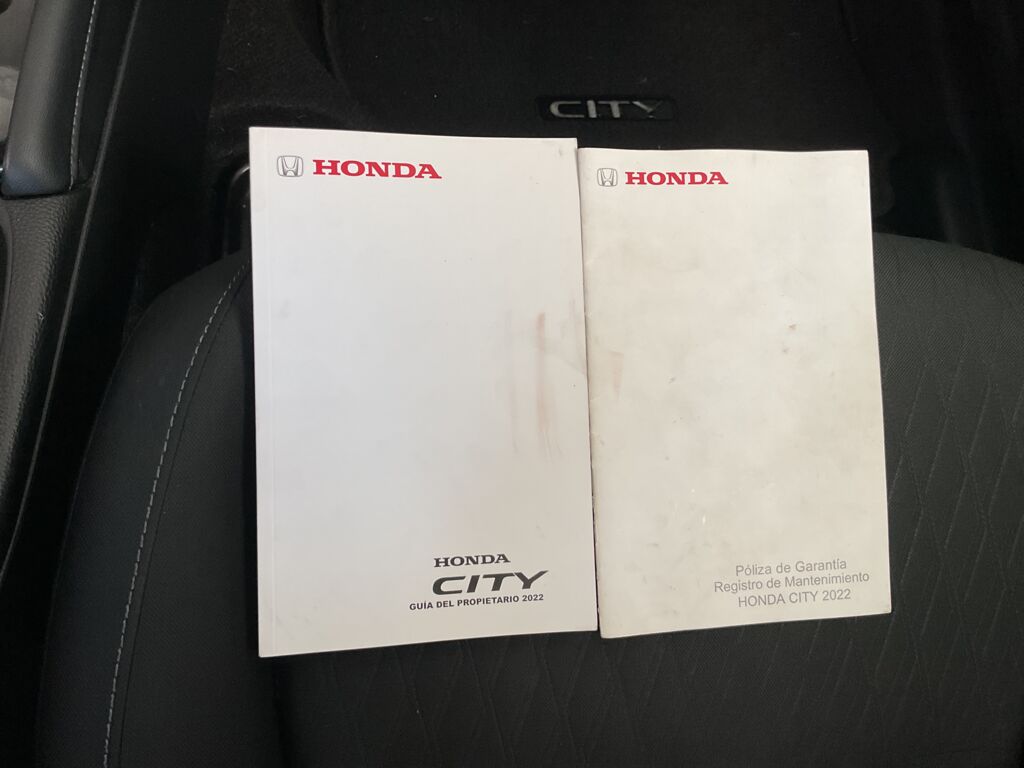 CITY
HONDA
HONDA
CITY
GUÍA DEL PROPIETARIO 2022
HONDA
Póliza de Garantía
Registro de Mantenimiento
HONDA CITY 2022